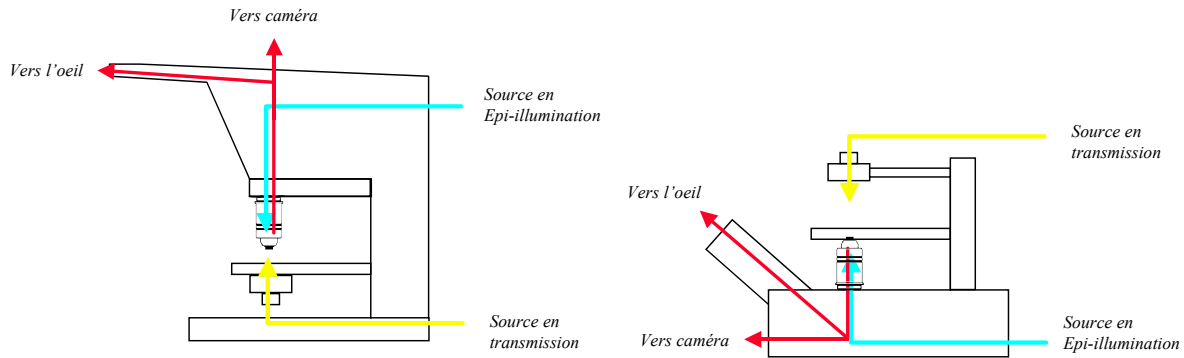 Vers caméra
Vers l'oeil
Source en
Epi-illumination
Source en
transmission
Source en
transmission
Vers l'oeil
Vers caméra
Source en
Epi-illumination